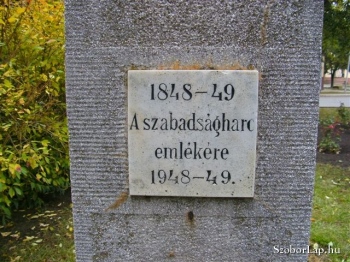 1848-49
A szabadságharc
emlékére
1948-49.
SzoborLap.hu